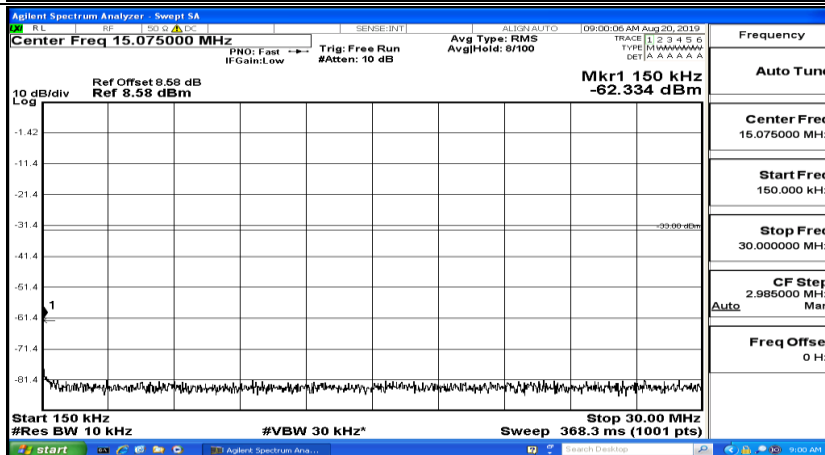 Agilent Spectrum Analyzer - Swept SA
LXI RL RF 50 Ω DC SENSE:INT ALIGN AUTO 09:00:06 AM Aug 20, 2019
Center Freq 15.075000 MHz
PNO: Fast
IFGain:Low
Trig: Free Run
#Atten: 10 dB
Avg Type: RMS
Avg|Hold: 8/100
TRACE 1 2 3 4 5 6
TYPE M W W W W W
DET A A A A A A
Ref Offset 8.58 dB
Ref 8.58 dBm
10 dB/div
Log
Mkr1 150 kHz
-62.334 dBm
-1.42
-11.4
-21.4
-31.4
-33.00 dBm
-41.4
-51.4
1
-61.4
-71.4
-81.4
Start 150 kHz
Stop 30.00 MHz
#Res BW 10 kHz
#VBW 30 kHz*
Sweep 368.3 ms (1001 pts)
Frequency
Auto Tune
Center Freq
15.075000 MHz
Start Freq
150.000 kHz
Stop Freq
30.000000 MHz
CF Step
2.985000 MHz
Auto Man
Freq Offset
0 Hz
start
Agilent Spectrum Ana...
Search Desktop
9:00 AM